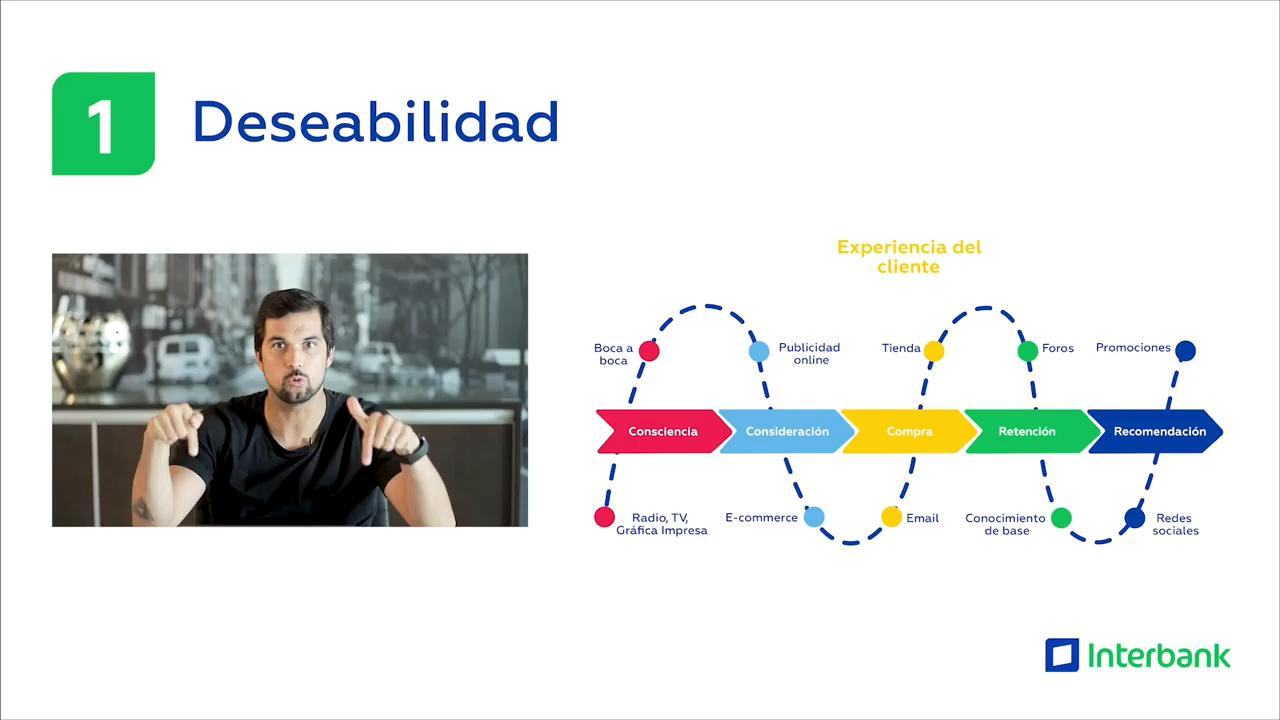 1
Deseabilidad
Experiencia del
cliente
Boca a
boca
Publicidad
online
Tienda
Foros
Promociones
Consciencia
Consideración
Compra
Retención
Recomendación
Radio, TV,
Gráfica Impresa
E-commerce
Email
Conocimiento
de base
Redes
sociales
Interbank